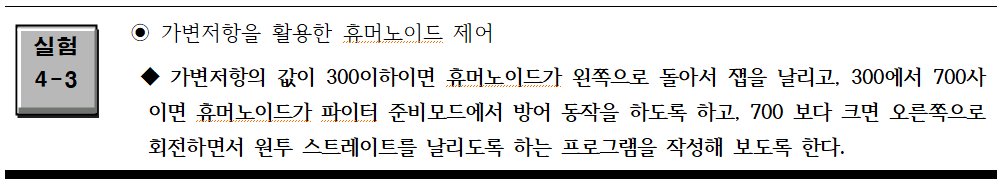 실험
4-3
◉ 가변저항을 활용한 휴머노이드 제어
◆ 가변저항의 값이 300이하이면 휴머노이드가 왼쪽으로 돌아서 잽을 날리고, 300에서 700사
이면 휴머노이드가 파이터 준비모드에서 방어 동작을 하도록 하고, 700 보다 크면 오른쪽으로
회전하면서 원투 스트레이트를 날리도록 하는 프로그램을 작성해 보도록 한다.